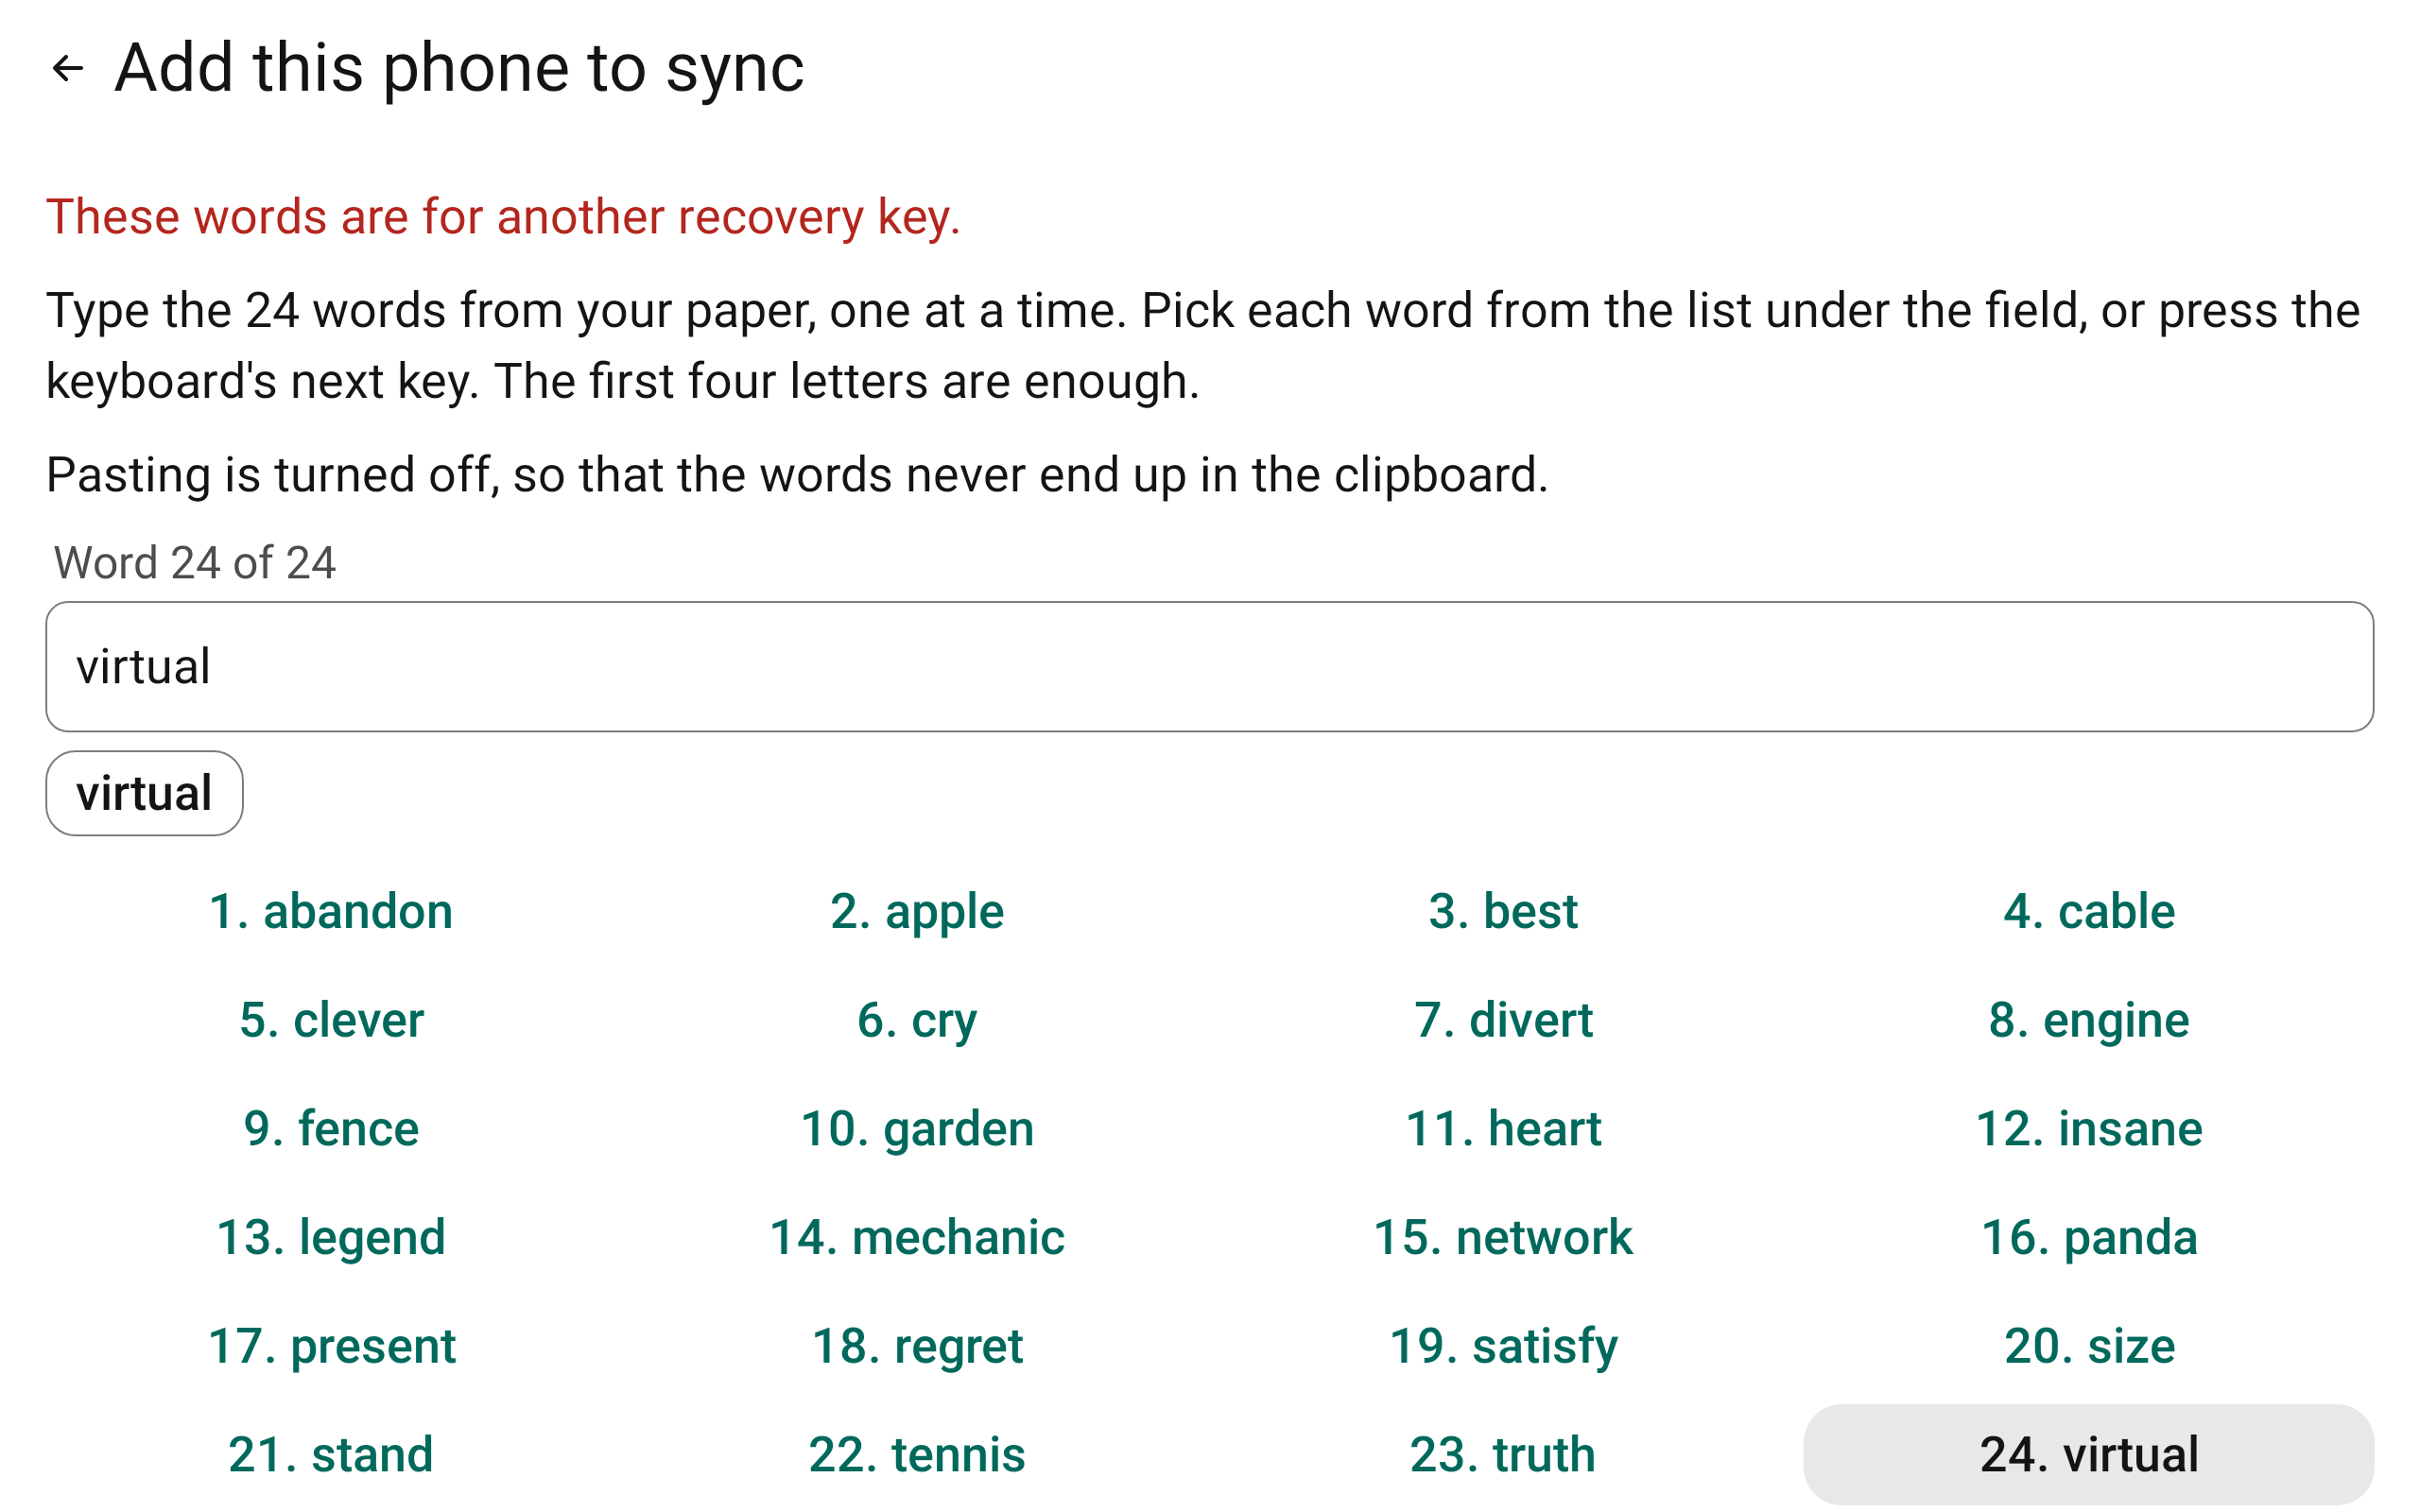 Add this phone to sync
These words are for another recovery key.
Type the 24 words from your paper, one at a time. Pick each word from the list under the field, or press the
keyboard's next key. The first four letters are enough.
Pasting is turned off, so that the words never end up in the clipboard.
Word 24 of 24
virtual
virtual
1. abandon 2. apple 3. best 4. cable
5. clever 6. cry 7. divert 8. engine
9. fence 10. garden 11. heart 12. insane
13. legend 14. mechanic 15. network 16. panda
17. present 18. regret 19. satisfy 20. size
21. stand 22. tennis 23. truth 24. virtual